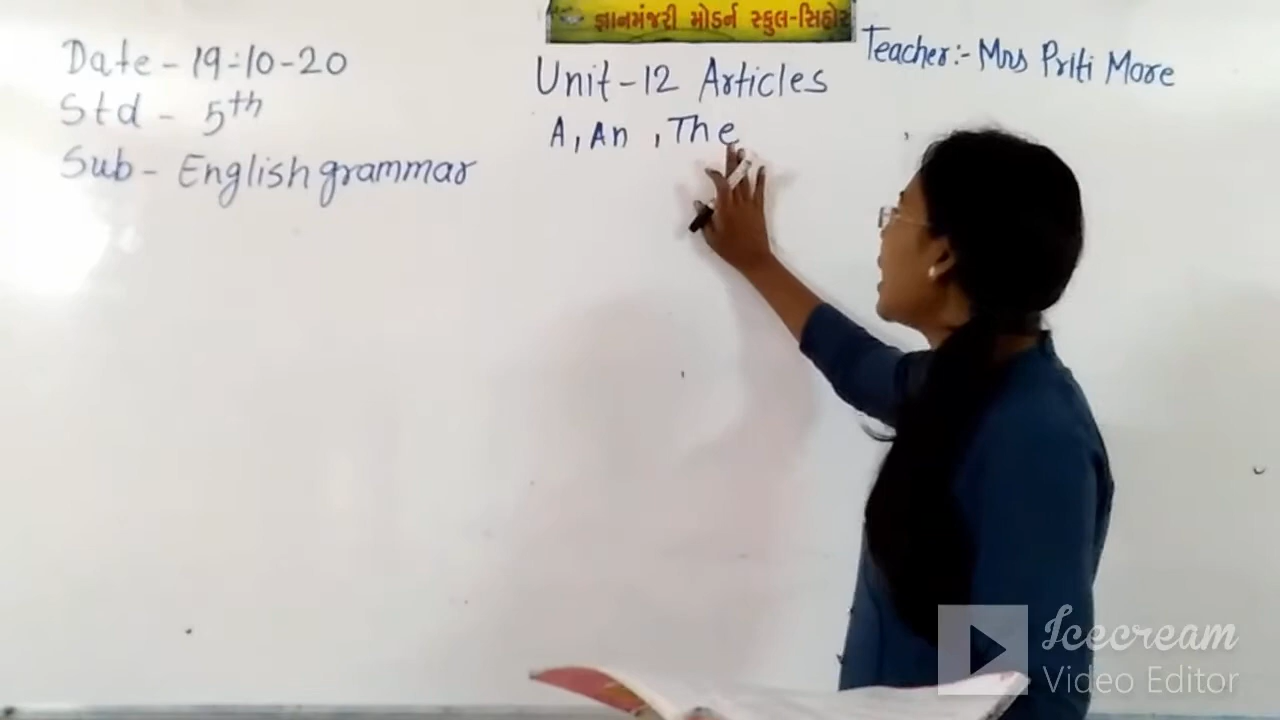 જ્ઞાનમંજરી મોડર્ન સ્કુલ-સિહોર
Date - 19-10-20
Std - 5th
Sub - English grammar
Unit-12 Articles
A, An, The
Teacher:- Mrs Priti More
Icecream
Video Editor